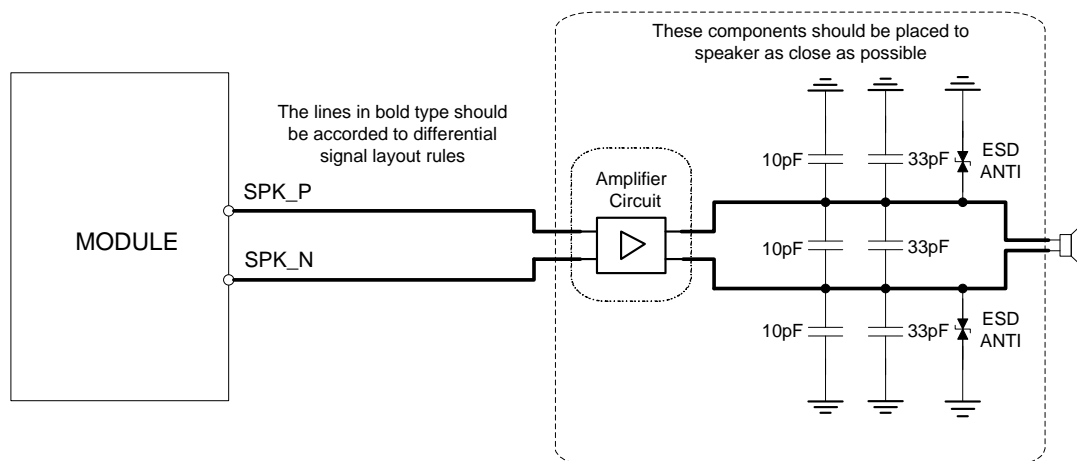 These components should be placed to
speaker as close as possible
The lines in bold type should
be accorded to differential
signal layout rules
10pF
33pF
ESD
ANTI
Amplifier
Circuit
SPK_P
MODULE
10pF
33pF
SPK_N
10pF
33pF
ESD
ANTI